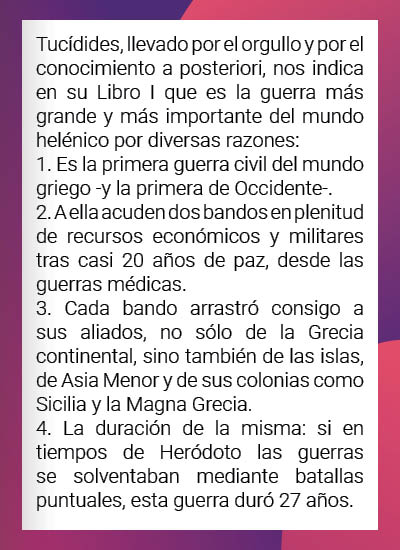 Tucídides, llevado por el orgullo y por el
conocimiento a posteriori, nos indica
en su Libro I que es la guerra más
grande y más importante del mundo
helénico por diversas razones:
1. Es la primera guerra civil del mundo
griego -y la primera de Occidente-.
2. A ella acuden dos bandos en plenitud
de recursos económicos y militares
tras casi 20 años de paz, desde las
guerras médicas.
3. Cada bando arrastró consigo a
sus aliados, no sólo de la Grecia
continental, sino también de las islas,
de Asia Menor y de sus colonias como
Sicilia y la Magna Grecia.
4. La duración de la misma: si en
tiempos de Heródoto las guerras
se solventaban mediante batallas
puntuales, esta guerra duró 27 años.